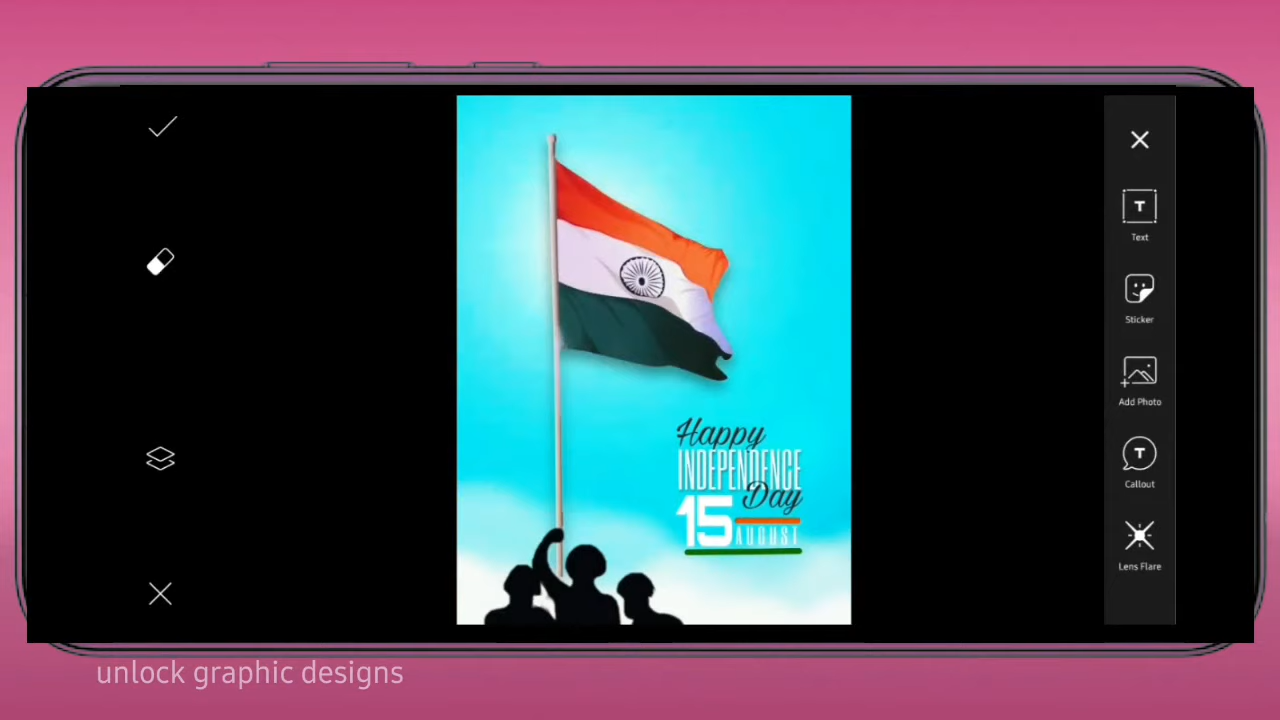 Text
Sticker
Add Photo
Callout
Lens Flare
Happy
INDEPENDENCE
Day
15
AUGUST
unlock graphic designs